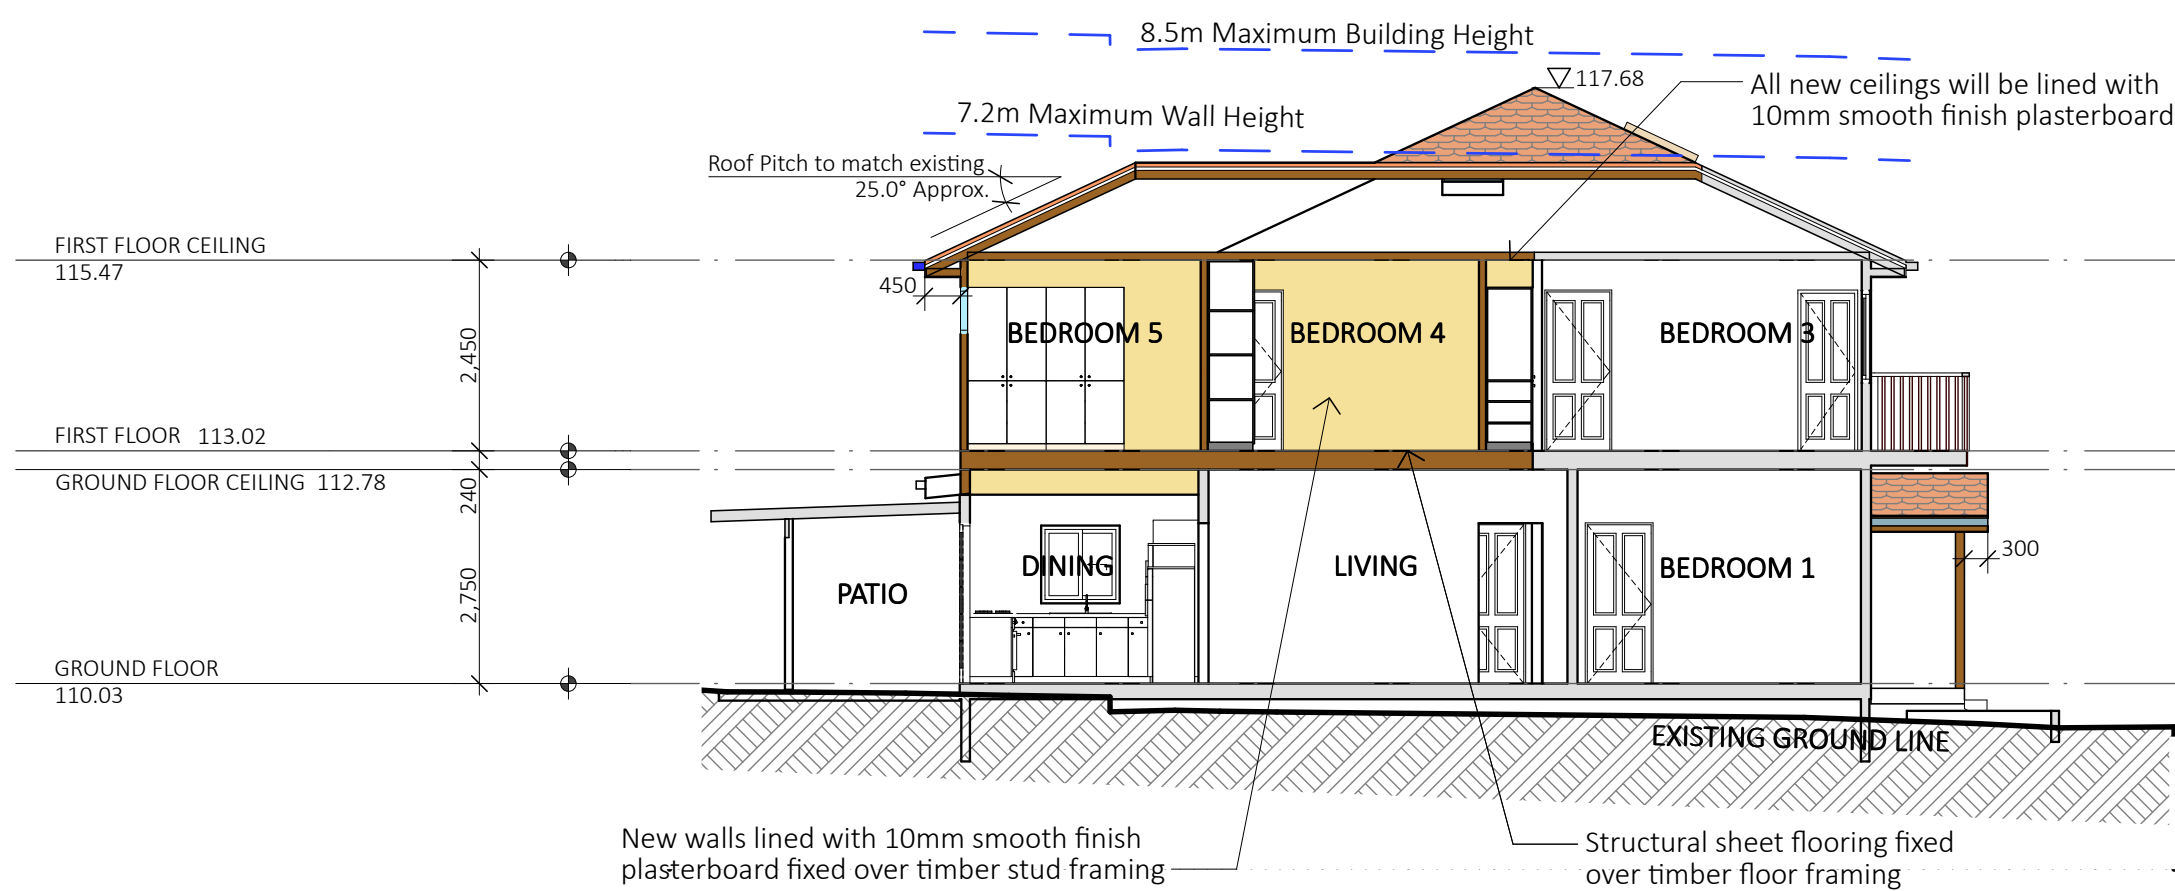 8.5m Maximum Building Height
117.68
All new ceilings will be lined with
10mm smooth finish plasterboard
7.2m Maximum Wall Height
Roof Pitch to match existing
25.0° Approx.
FIRST FLOOR CEILING
115.47
450
2,450
BEDROOM 5
BEDROOM 4
BEDROOM 3
FIRST FLOOR 113.02
GROUND FLOOR CEILING 112.78
240
2,750
PATIO
DINING
LIVING
BEDROOM 1
300
GROUND FLOOR
110.03
EXISTING GROUND LINE
New walls lined with 10mm smooth finish
plasterboard fixed over timber stud framing
Structural sheet flooring fixed
over timber floor framing